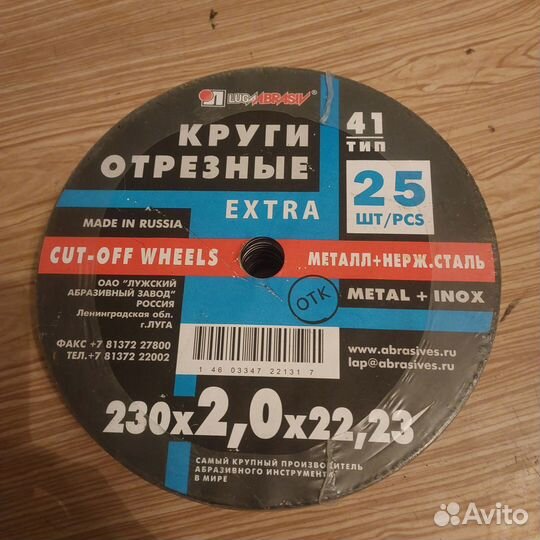 LUGAABRASIV®
КРУГИ
ОТРЕЗНЫЕ
EXTRA
41
ТИП
25
ШТ/PCS
MADE IN RUSSIA
CUT-OFF WHEELS
МЕТАЛЛ+НЕРЖ.СТАЛЬ
ОАО "ЛУЖСКИЙ
АБРАЗИВНЫЙ ЗАВОД"
РОССИЯ
Ленинградская обл.
г.ЛУГА
ФАКС +7 81372 27800
ТЕЛ.+7 81372 22002
ОТК
METAL + INOX
www.abrasives.ru
lap@abrasives.ru
1 46 03347 22131 7
230x2,0x22,23
САМЫЙ КРУПНЫЙ ПРОИЗВОДИТЕЛЬ
АБРАЗИВНОГО ИНСТРУМЕНТА
В МИРЕ
Avito